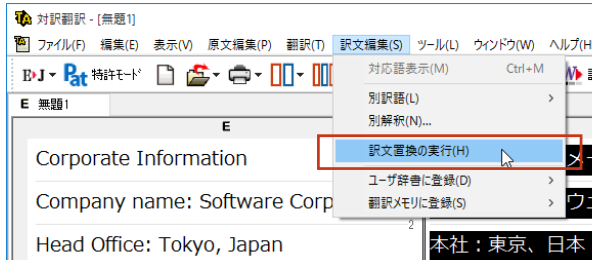 対訳翻訳 - [無題1]
ファイル(F) 編集(E) 表示(V) 原文編集(P) 翻訳(T) 訳文編集(S) ツール(L) ウィンドウ(W) ヘルプ(H
E▸J Pat 特許モード
対応語表示(M) Ctrl+M
別訳語(L)
別解釈(N)...
訳文置換の実行(H)
ユーザ辞書に登録(D)
翻訳メモリに登録(S)
E 無題1
E
Corporate Information
Company name: Software Corp
2
Head Office: Tokyo, Japan
本社：東京、日本